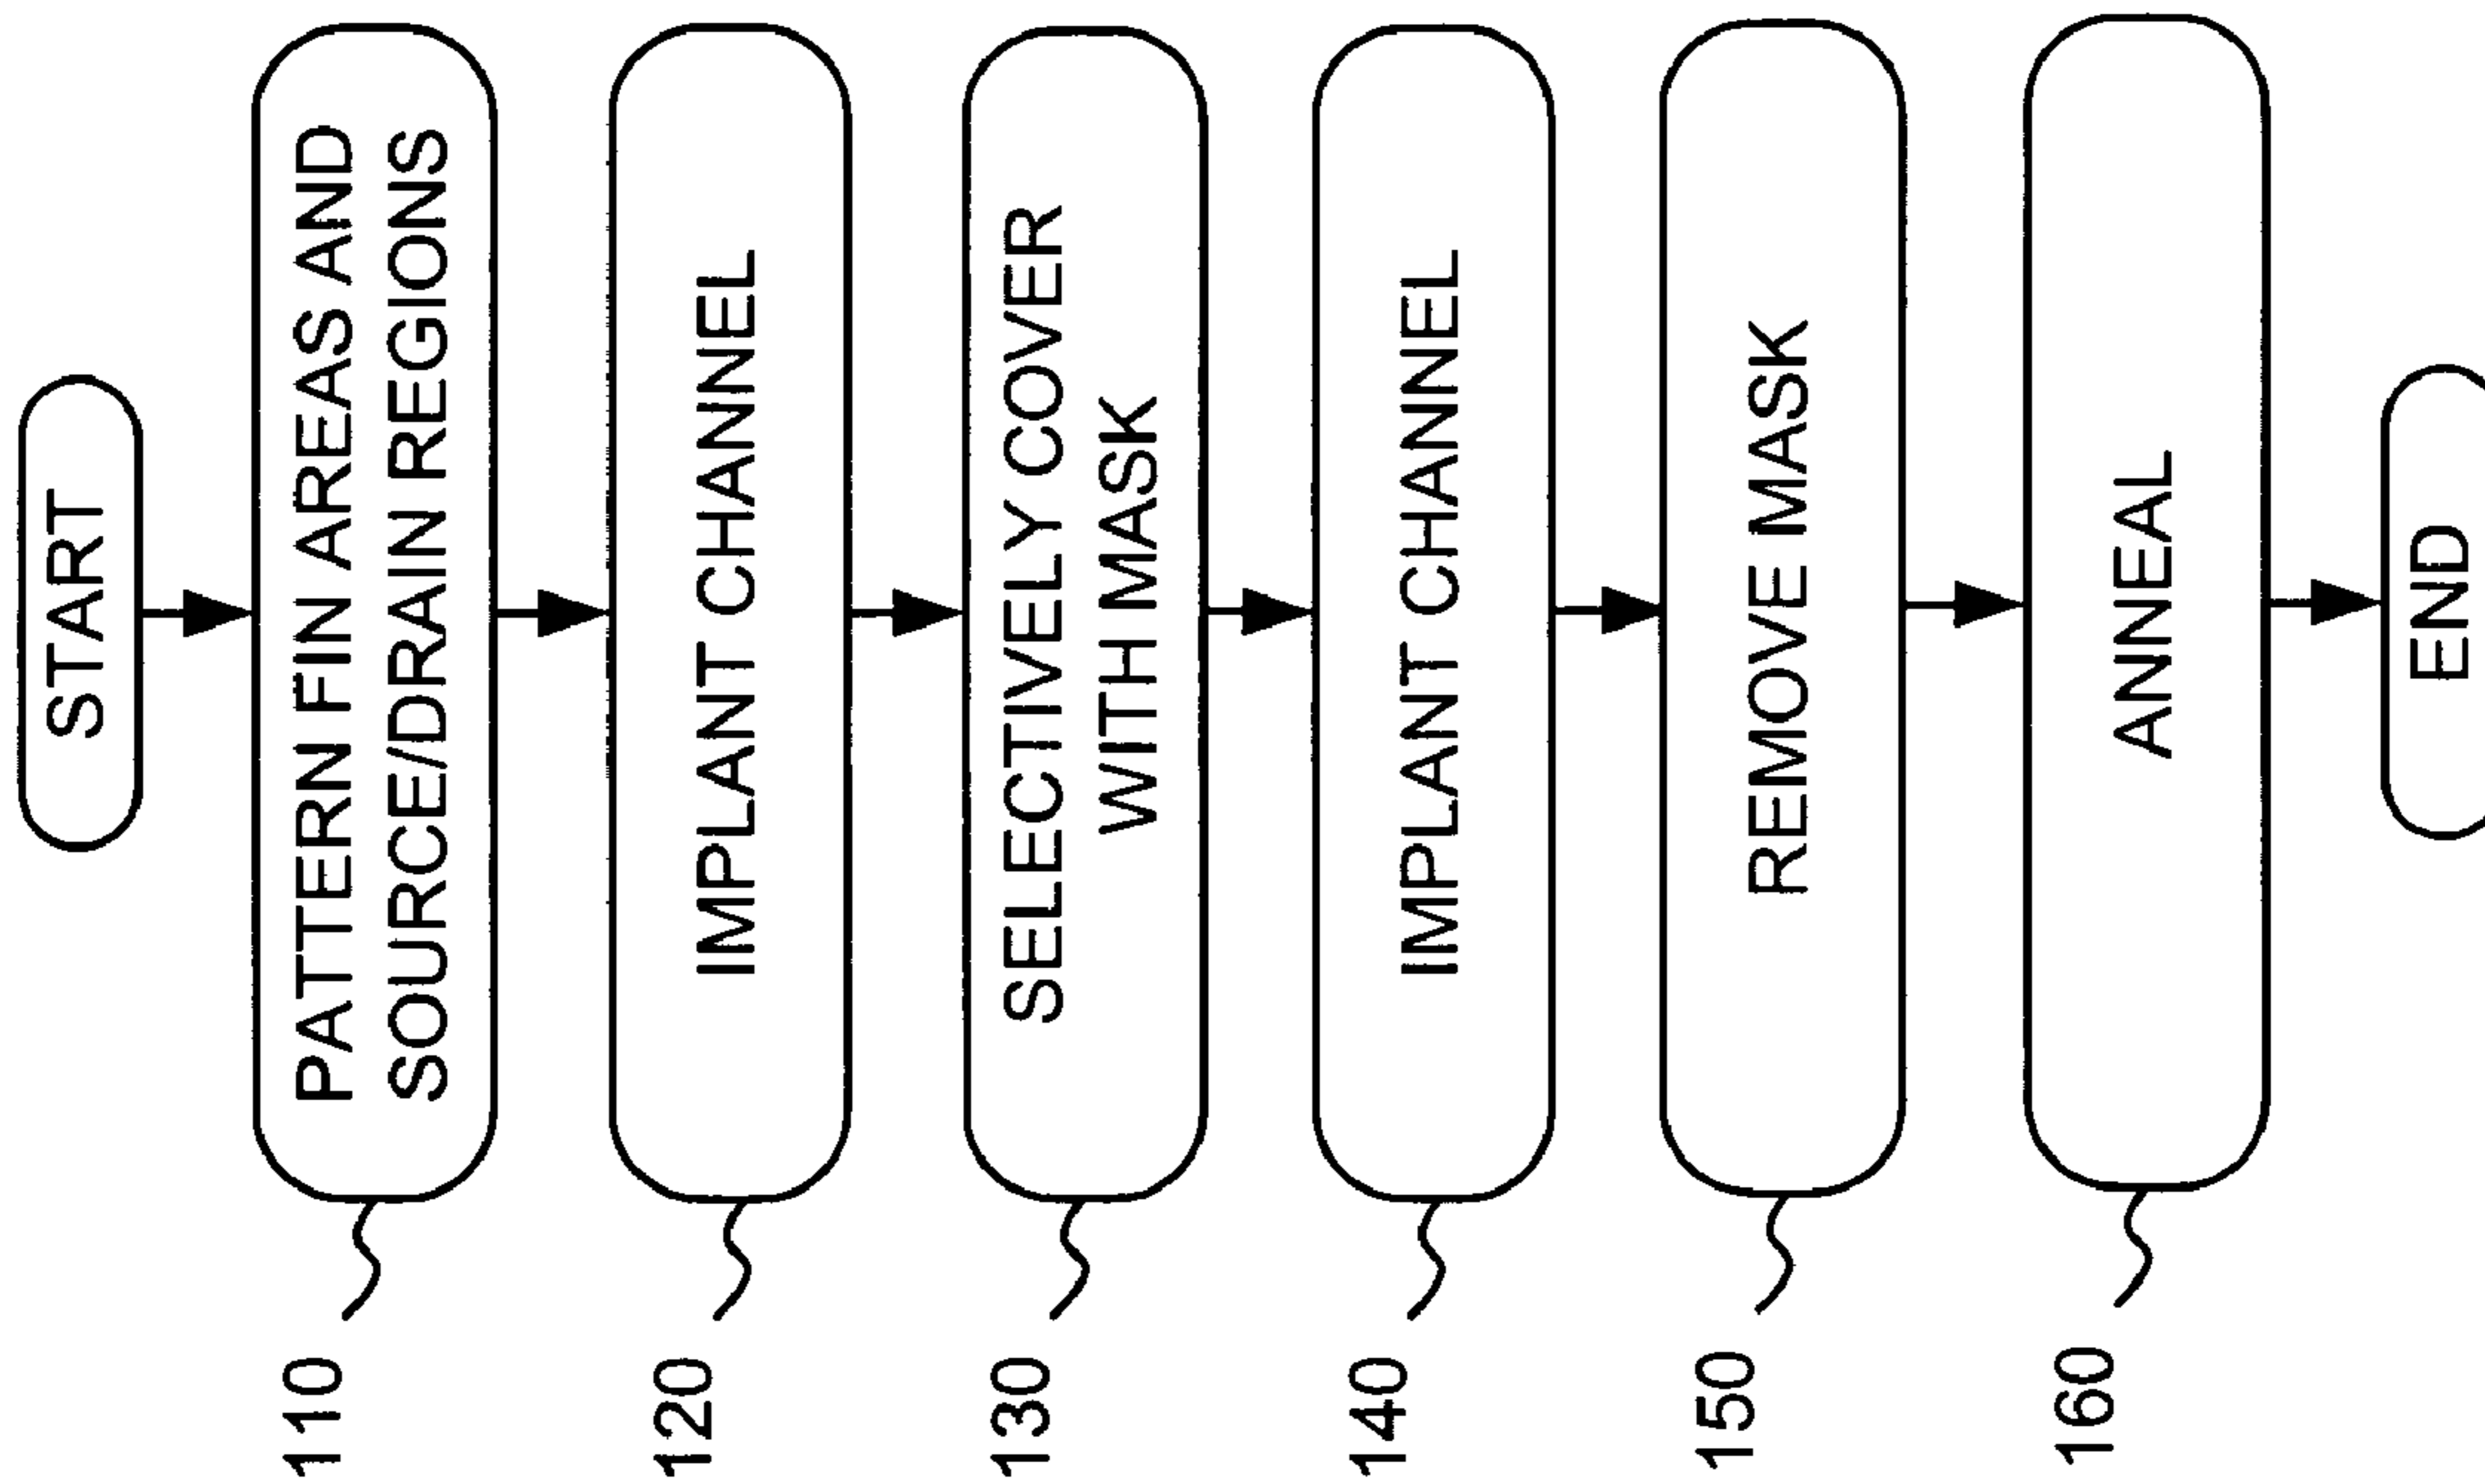 START
110
PATTERN FIN AREAS AND
SOURCE/DRAIN REGIONS
120
IMPLANT CHANNEL
130
SELECTIVELY COVER
WITH MASK
140
IMPLANT CHANNEL
150
REMOVE MASK
160
ANNEAL
END